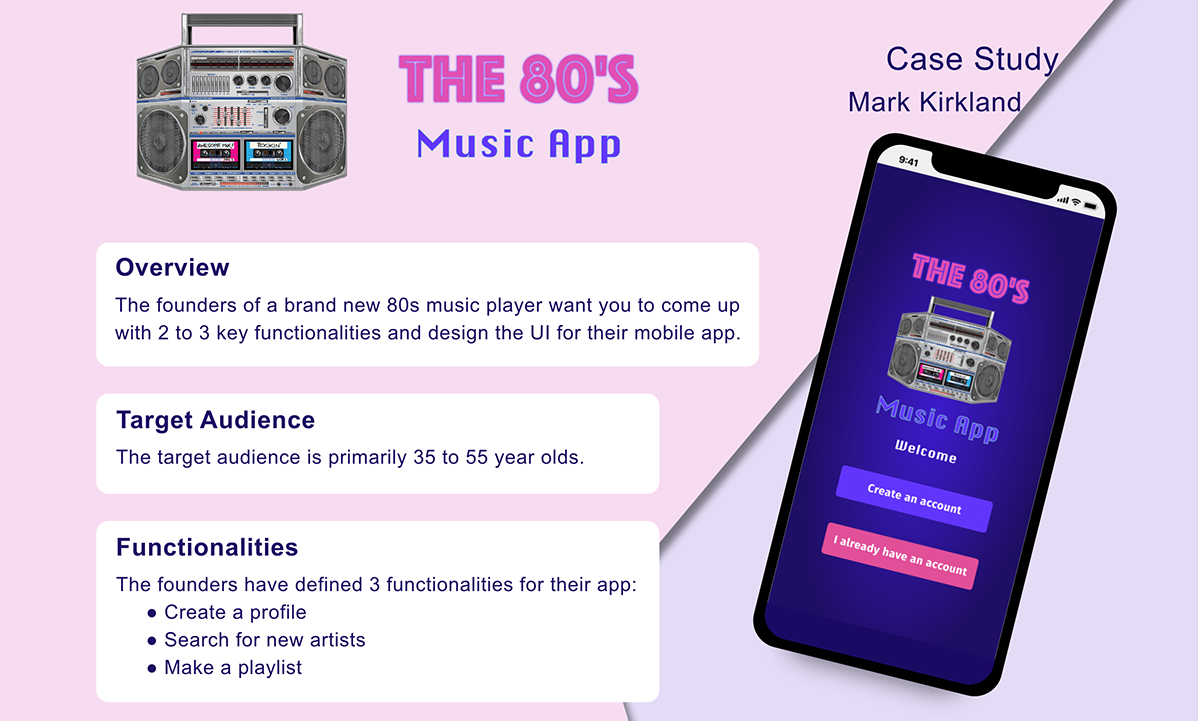 THE 80'S
Music App
Case Study
Mark Kirkland
AWESOME MIX!
ROCKIN'
Overview
The founders of a brand new 80s music player want you to come up
with 2 to 3 key functionalities and design the UI for their mobile app.
Target Audience
The target audience is primarily 35 to 55 year olds.
Functionalities
The founders have defined 3 functionalities for their app:
● Create a profile
● Search for new artists
● Make a playlist
9:41
THE 80'S
Music App
Welcome
Create an account
I already have an account